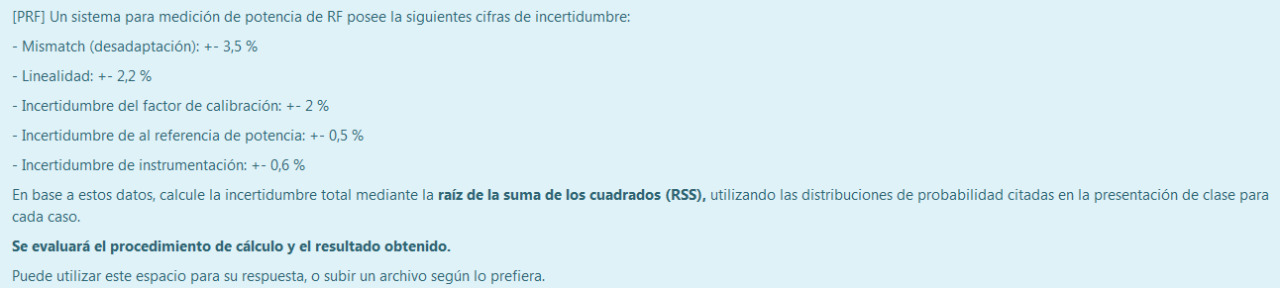 [PRF] Un sistema para medición de potencia de RF posee la siguientes cifras de incertidumbre:
- Mismatch (desadaptación): +- 3,5 %
- Linealidad: +- 2,2 %
- Incertidumbre del factor de calibración: +- 2 %
- Incertidumbre de al referencia de potencia: +- 0,5 %
- Incertidumbre de instrumentación: +- 0,6 %
En base a estos datos, calcule la incertidumbre total mediante la raíz de la suma de los cuadrados (RSS), utilizando las distribuciones de probabilidad citadas en la presentación de clase para
cada caso.
Se evaluará el procedimiento de cálculo y el resultado obtenido.
Puede utilizar este espacio para su respuesta, o subir un archivo según lo prefiera.